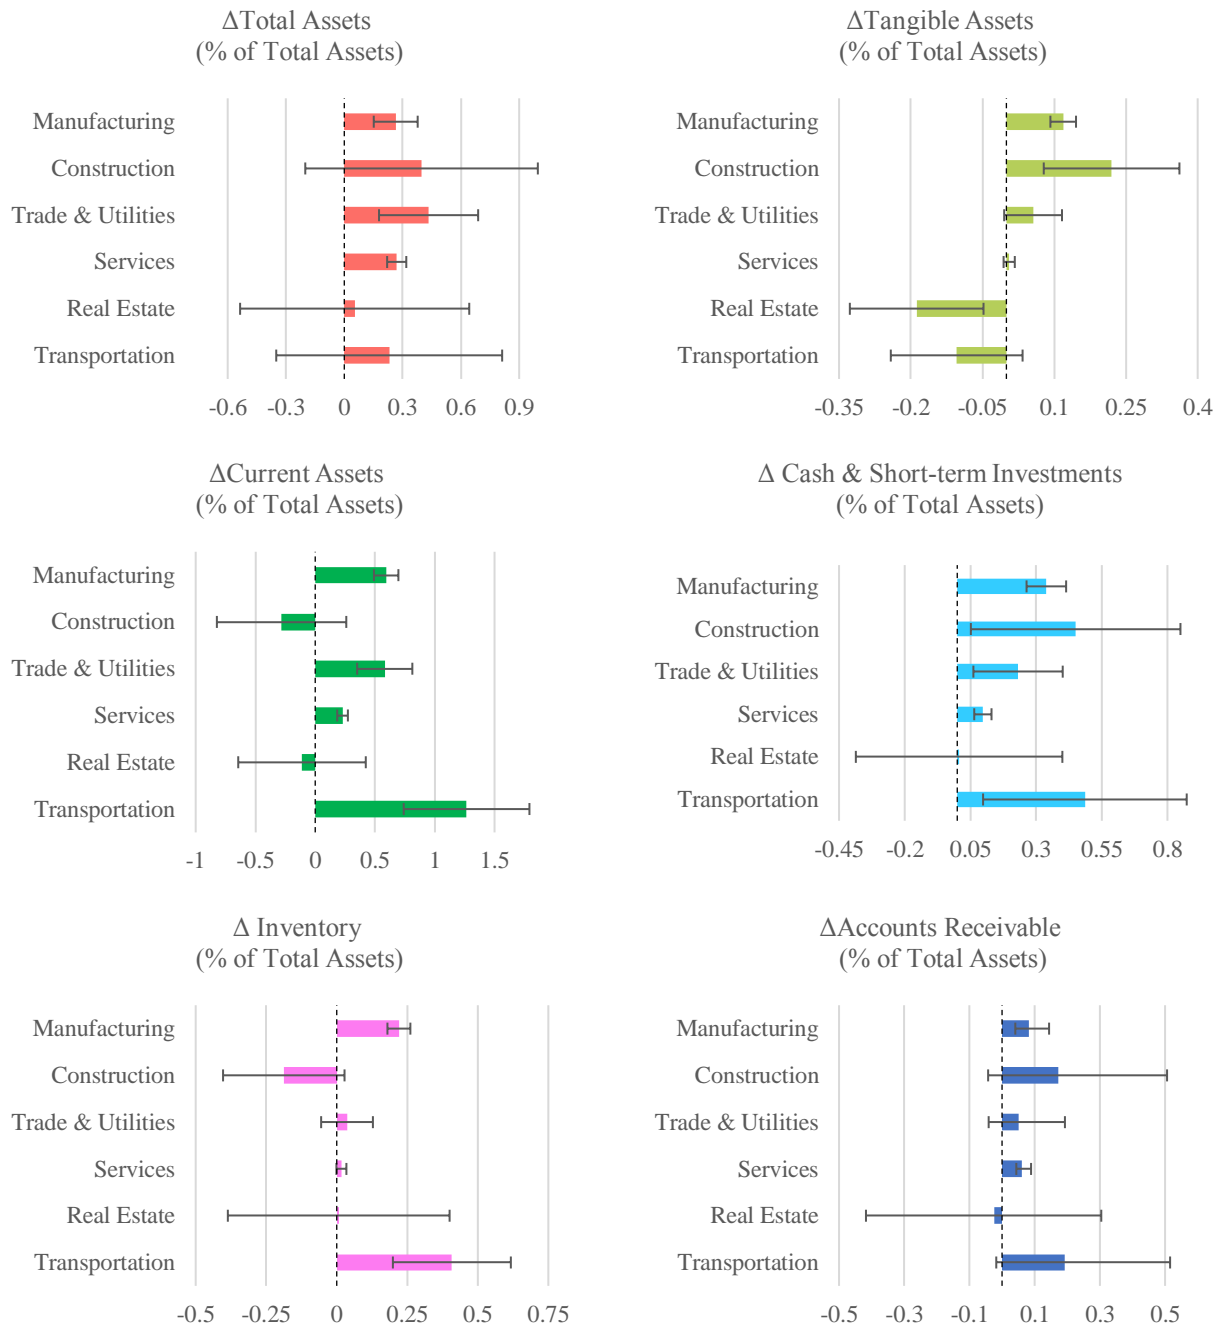 ΔTotal Assets
(% of Total Assets)
Manufacturing
Construction
Trade & Utilities
Services
Real Estate
Transportation
-0.6 -0.3 0 0.3 0.6 0.9
ΔTangible Assets
(% of Total Assets)
Manufacturing
Construction
Trade & Utilities
Services
Real Estate
Transportation
-0.35 -0.2 -0.05 0.1 0.25 0.4
ΔCurrent Assets
(% of Total Assets)
Manufacturing
Construction
Trade & Utilities
Services
Real Estate
Transportation
-1 -0.5 0 0.5 1 1.5
Δ Cash & Short-term Investments
(% of Total Assets)
Manufacturing
Construction
Trade & Utilities
Services
Real Estate
Transportation
-0.45 -0.2 0.05 0.3 0.55 0.8
Δ Inventory
(% of Total Assets)
Manufacturing
Construction
Trade & Utilities
Services
Real Estate
Transportation
-0.5 -0.25 0 0.25 0.5 0.75
ΔAccounts Receivable
(% of Total Assets)
Manufacturing
Construction
Trade & Utilities
Services
Real Estate
Transportation
-0.5 -0.3 -0.1 0.1 0.3 0.5